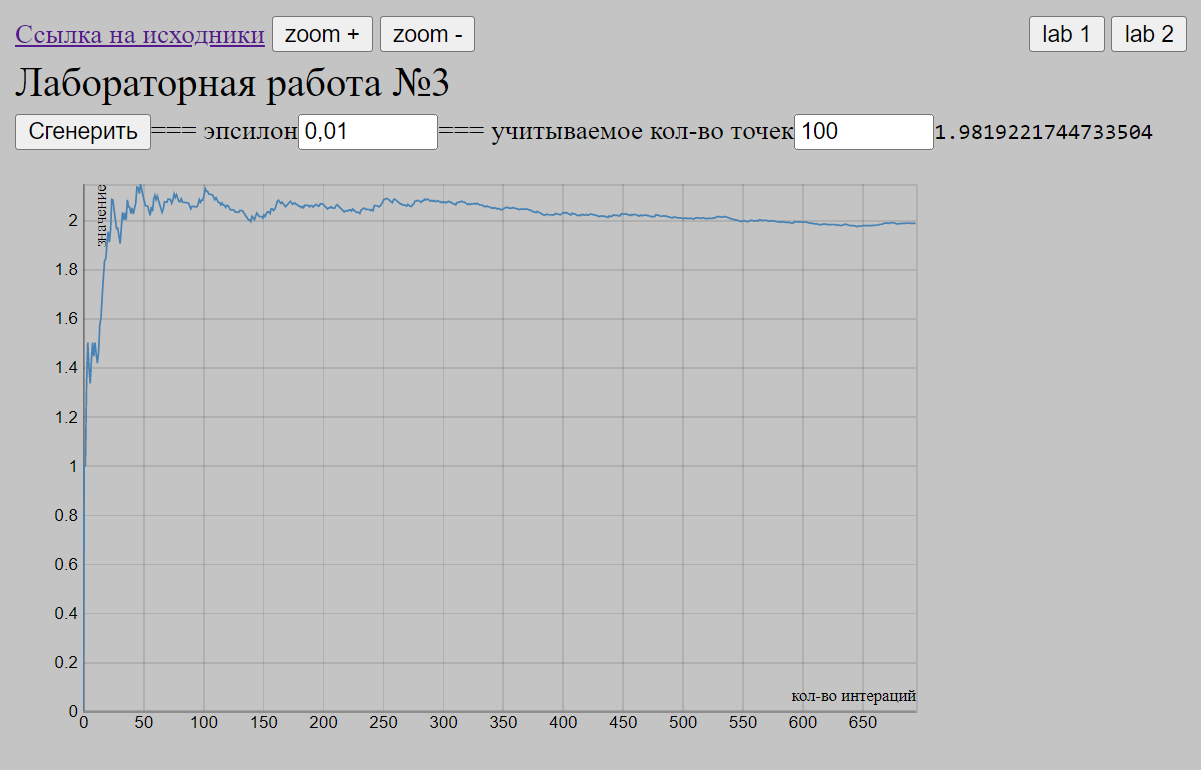 Ссылка на исходники zoom + zoom - lab 1 lab 2
Лабораторная работа №3
Сгенерить === эпсилон 0,01 === учитываемое кол-во точек 100 1.9819221744733504
значение
2
1.8
1.6
1.4
1.2
1
0.8
0.6
0.4
0.2
0
кол-во интераций
0 50 100 150 200 250 300 350 400 450 500 550 600 650